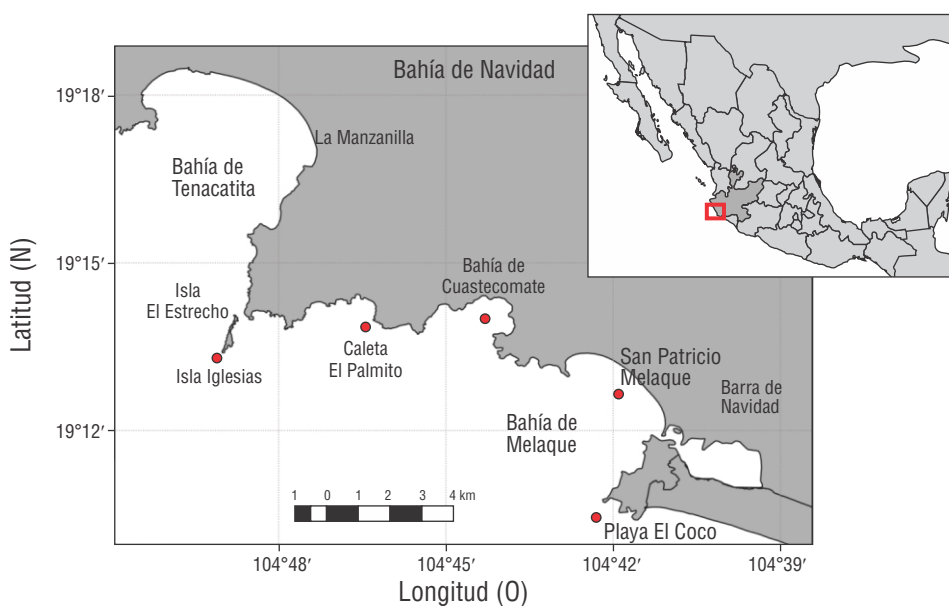 Bahía de Navidad
19°18′
La Manzanilla
Bahía de
Tenacatita
19°15′
Bahía de
Cuastecomate
Isla
El Estrecho
Caleta
El Palmito
Isla Iglesias
San Patricio
Melaque
Barra de
Navidad
Bahía de
Melaque
19°12′
1 0 1 2 3 4 km
Playa El Coco
104°48′ 104°45′ 104°42′ 104°39′
Longitud (O)
Latitud (N)